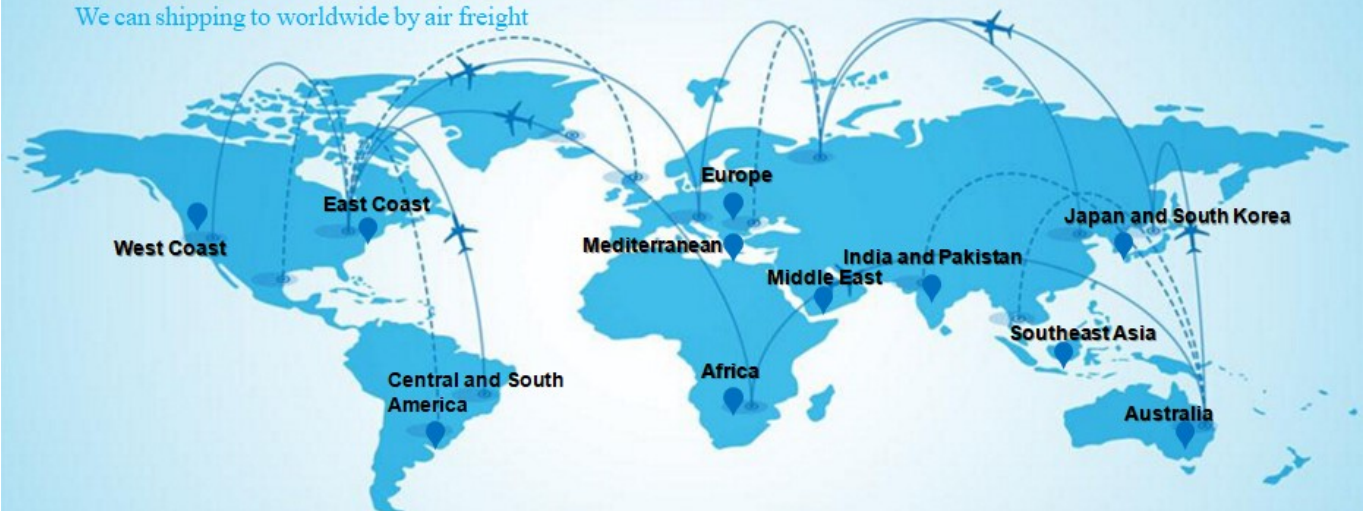 We can shipping to worldwide by air freight
Europe
East Coast
West Coast
Mediterranean
Japan and South Korea
India and Pakistan
Middle East
Southeast Asia
Africa
Central and South
America
Australia